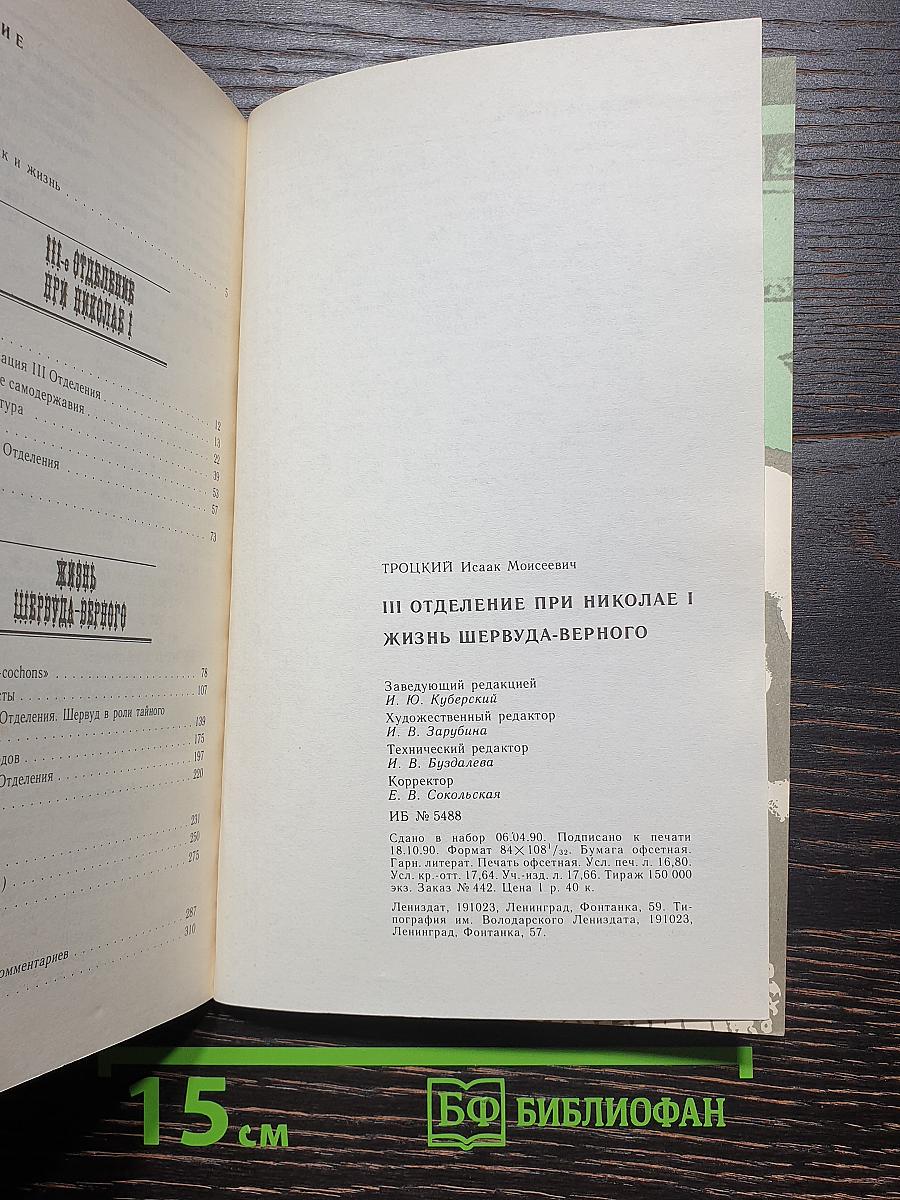 ИЕ
к и жизнь
5
III-е ОТДЕЛЕНИЕ
ПРИ НИКОЛАЕ I
ация III Отделения
12
е самодержавия
13
тура
22
39
Отделения
53
57
73
ЖИЗНЬ
ШЕРВУДА-ВЕРНОГО
-cochons»
78
сты
107
Отделения. Шервуд в роли тайного
139
175
дов
197
Отделения
220
231
250
275
)
287
310
омментариев
ТРОЦКИЙ Исаак Моисеевич
III ОТДЕЛЕНИЕ ПРИ НИКОЛАЕ I
ЖИЗНЬ ШЕРВУДА-ВЕРНОГО
Заведующий редакцией
И. Ю. Куберский
Художественный редактор
И. В. Зарубина
Технический редактор
И. В. Буздалева
Корректор
Е. В. Сокольская
ИБ № 5488
Сдано в набор 06.04.90. Подписано к печати
18.10.90. Формат 84×108¹/₃₂. Бумага офсетная.
Гарн. литерат. Печать офсетная. Усл. печ. л. 16,80.
Усл. кр.-отт. 17,64. Уч.-изд. л. 17,66. Тираж 150 000
экз. Заказ № 442. Цена 1 р. 40 к.
Лениздат, 191023, Ленинград, Фонтанка, 59. Ти-
пография им. Володарского Лениздата, 191023,
Ленинград, Фонтанка, 57.
15 см
БФ БИБЛИОФАН